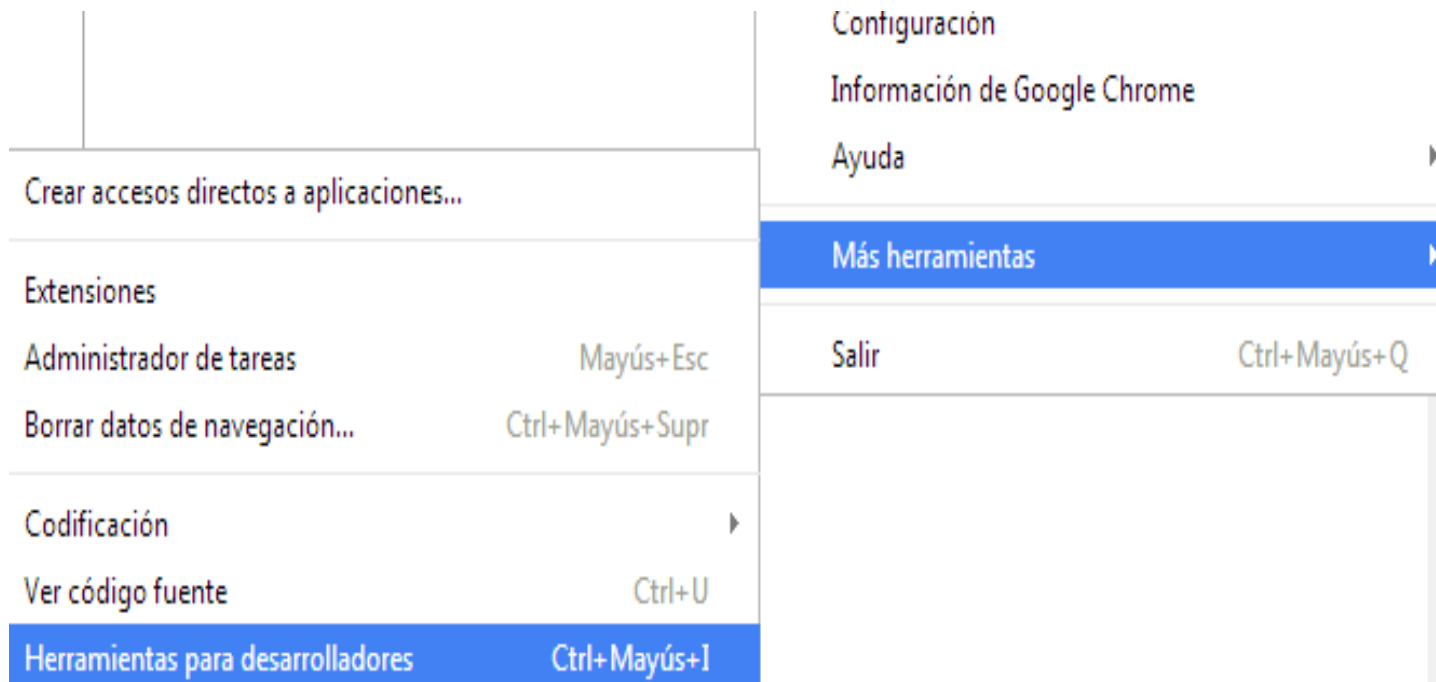 Configuración
Información de Google Chrome
Ayuda
Más herramientas
Salir Ctrl+Mayús+Q
Crear accesos directos a aplicaciones...
Extensiones
Administrador de tareas Mayús+Esc
Borrar datos de navegación... Ctrl+Mayús+Supr
Codificación
Ver código fuente Ctrl+U
Herramientas para desarrolladores Ctrl+Mayús+I